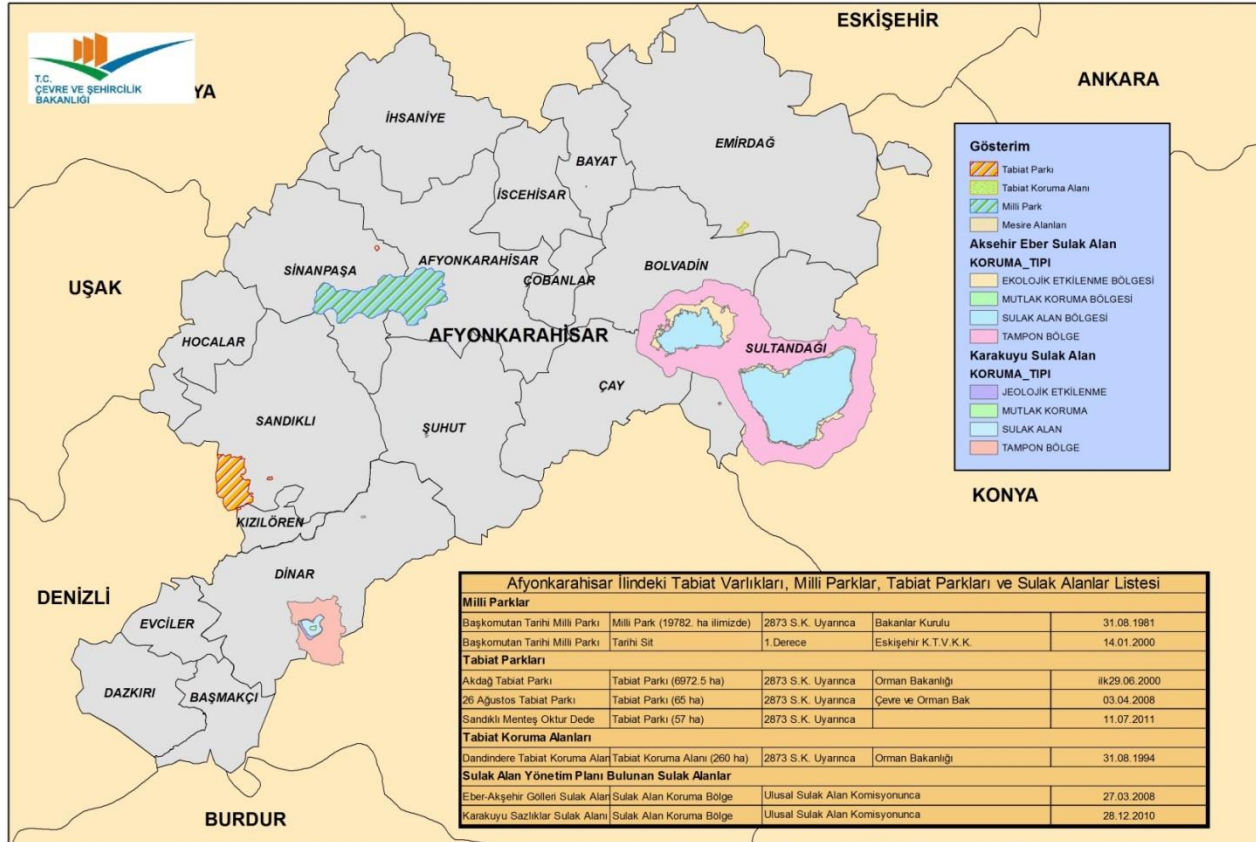 ESKİŞEHİR
T.C.
ÇEVRE VE ŞEHİRCİLİK
BAKANLIĞI
YA
ANKARA
İHSANİYE
EMİRDAĞ
BAYAT
İSCEHİSAR
AFYONKARAHİSAR
SİNANPAŞA
ÇOBANLAR
BOLVADİN
UŞAK
HOCALAR
AFYONKARAHİSAR
SULTANDAĞI
ÇAY
SANDIKLI
ŞUHUT
KIZILÖREN
KONYA
DİNAR
DENİZLİ
EVCİLER
DAZKIRI
BAŞMAKÇI
BURDUR
Gösterim
Tabiat Parkı
Tabiat Koruma Alanı
Milli Park
Mesire Alanları
Aksehir Eber Sulak Alan
KORUMA_TIPI
EKOLOJİK ETKİLENME BÖLGESİ
MUTLAK KORUMA BÖLGESİ
SULAK ALAN BÖLGESİ
TAMPON BÖLGE
Karakuyu Sulak Alan
KORUMA_TIPI
JEOLOJİK ETKİLENME
MUTLAK KORUMA
SULAK ALAN
TAMPON BÖLGE
Afyonkarahisar İlindeki Tabiat Varlıkları, Milli Parklar, Tabiat Parkları ve Sulak Alanlar Listesi
Milli Parklar
Başkomutan Tarihi Milli Parkı Milli Park (19782. ha ilimizde) 2873 S.K. Uyarınca Bakanlar Kurulu 31.08.1981
Başkomutan Tarihi Milli Parkı Tarihi Sit 1.Derece Eskişehir K.T.V.K.K. 14.01.2000
Tabiat Parkları
Akdağ Tabiat Parkı Tabiat Parkı (6972.5 ha) 2873 S.K. Uyarınca Orman Bakanlığı ilk29.06.2000
26 Ağustos Tabiat Parkı Tabiat Parkı (65 ha) 2873 S.K. Uyarınca Çevre ve Orman Bak 03.04.2008
Sandıklı Menteş Oktur Dede Tabiat Parkı (57 ha) 2873 S.K. Uyarınca 11.07.2011
Tabiat Koruma Alanları
Dandindere Tabiat Koruma Alan Tabiat Koruma Alanı (260 ha) 2873 S.K. Uyarınca Orman Bakanlığı 31.08.1994
Sulak Alan Yönetim Planı Bulunan Sulak Alanlar
Eber-Akşehir Gölleri Sulak Alan Sulak Alan Koruma Bölge Ulusal Sulak Alan Komisyonunca 27.03.2008
Karakuyu Sazlıklar Sulak Alanı Sulak Alan Koruma Bölge Ulusal Sulak Alan Komisyonunca 28.12.2010